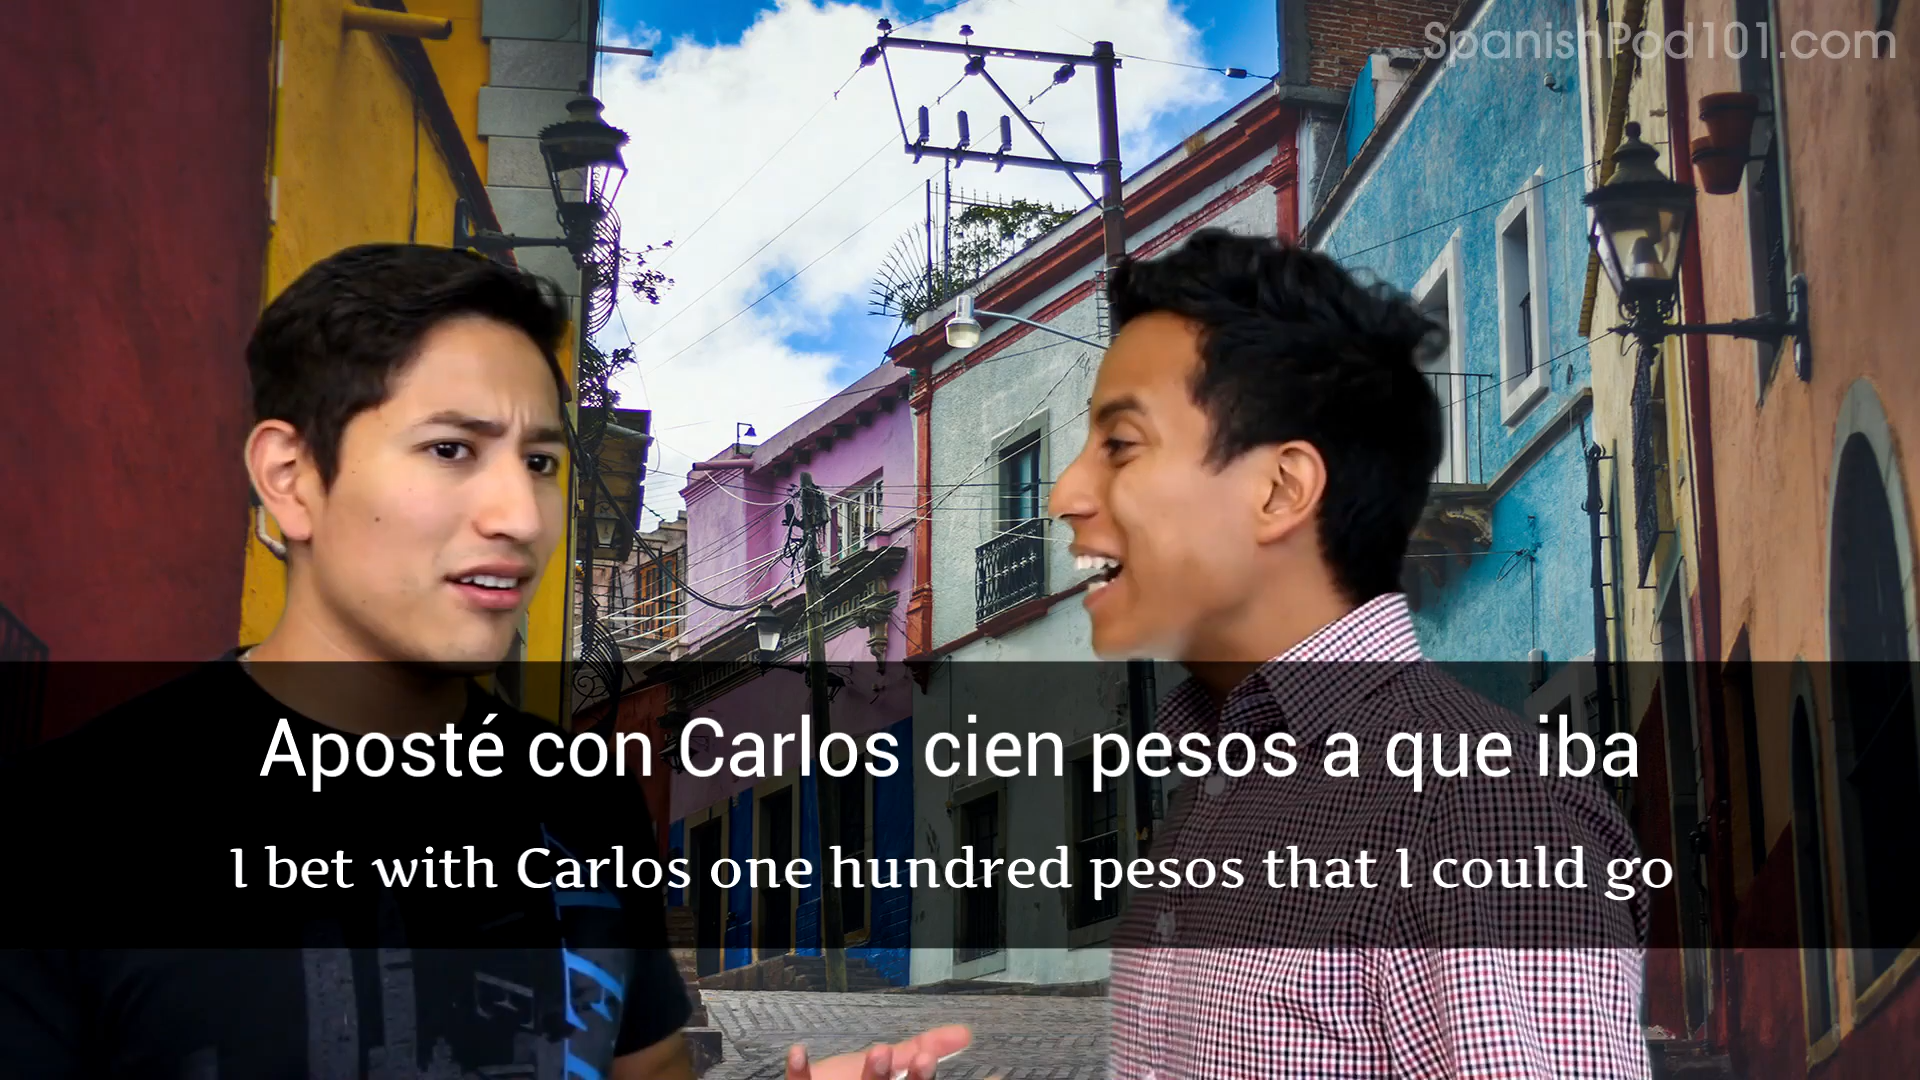 SpanishPod101.com
Aposté con Carlos cien pesos a que iba
I bet with Carlos one hundred pesos that I could go